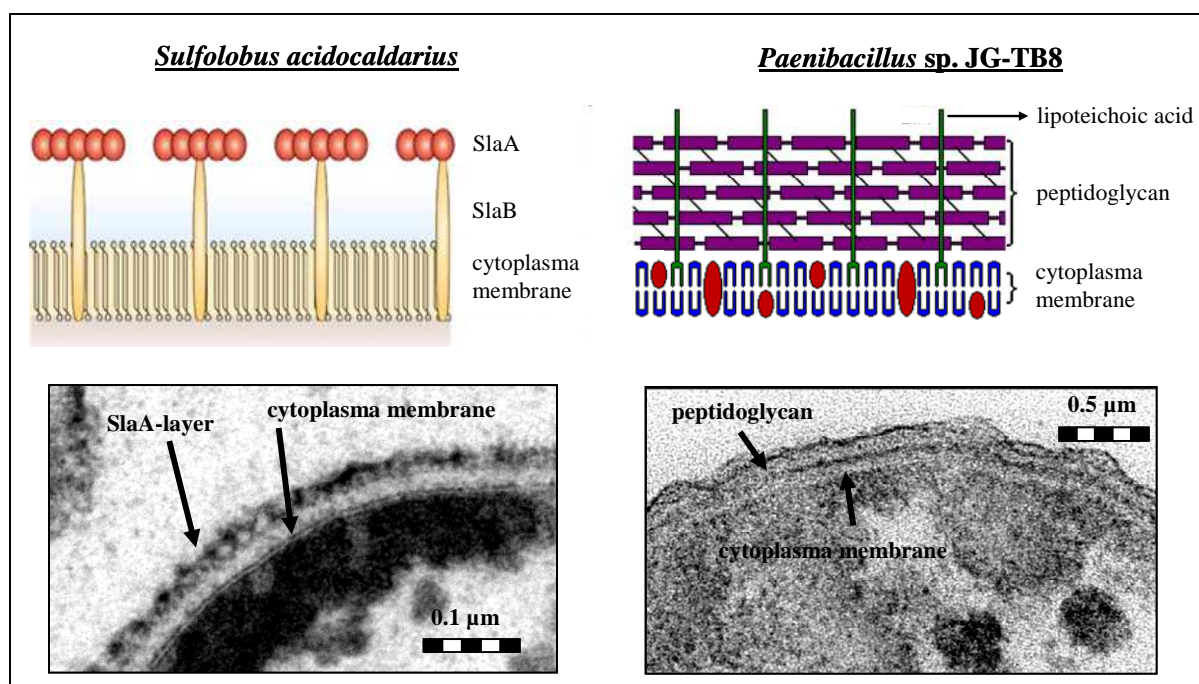 Sulfolobus acidocaldarius
SlaA
SlaB
cytoplasma
membrane
Paenibacillus sp. JG-TB8
lipoteichoic acid
peptidoglycan
cytoplasma
membrane
SlaA-layer
cytoplasma membrane
0.1 µm
peptidoglycan
0.5 µm
cytoplasma membrane